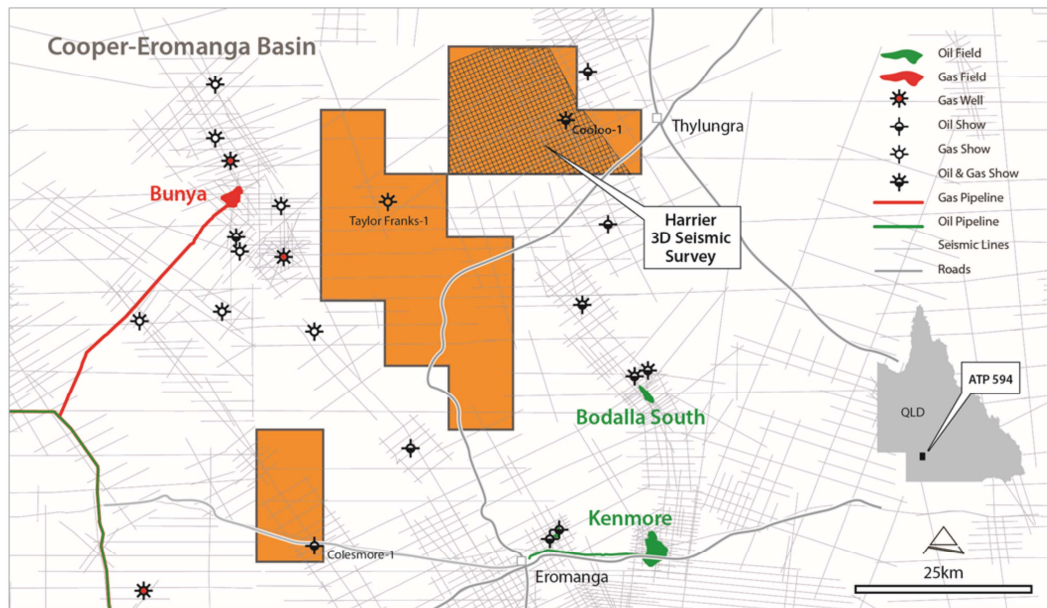 Cooper-Eromanga Basin
Oil Field
Gas Field
Gas Well
Oil Show
Gas Show
Oil & Gas Show
Gas Pipeline
Oil Pipeline
Seismic Lines
Roads
Cooloo-1
Thylungra
Bunya
Taylor Franks-1
Harrier
3D Seismic
Survey
ATP 594
QLD
Bodalla South
Kenmore
Colesmore-1
Eromanga
25km